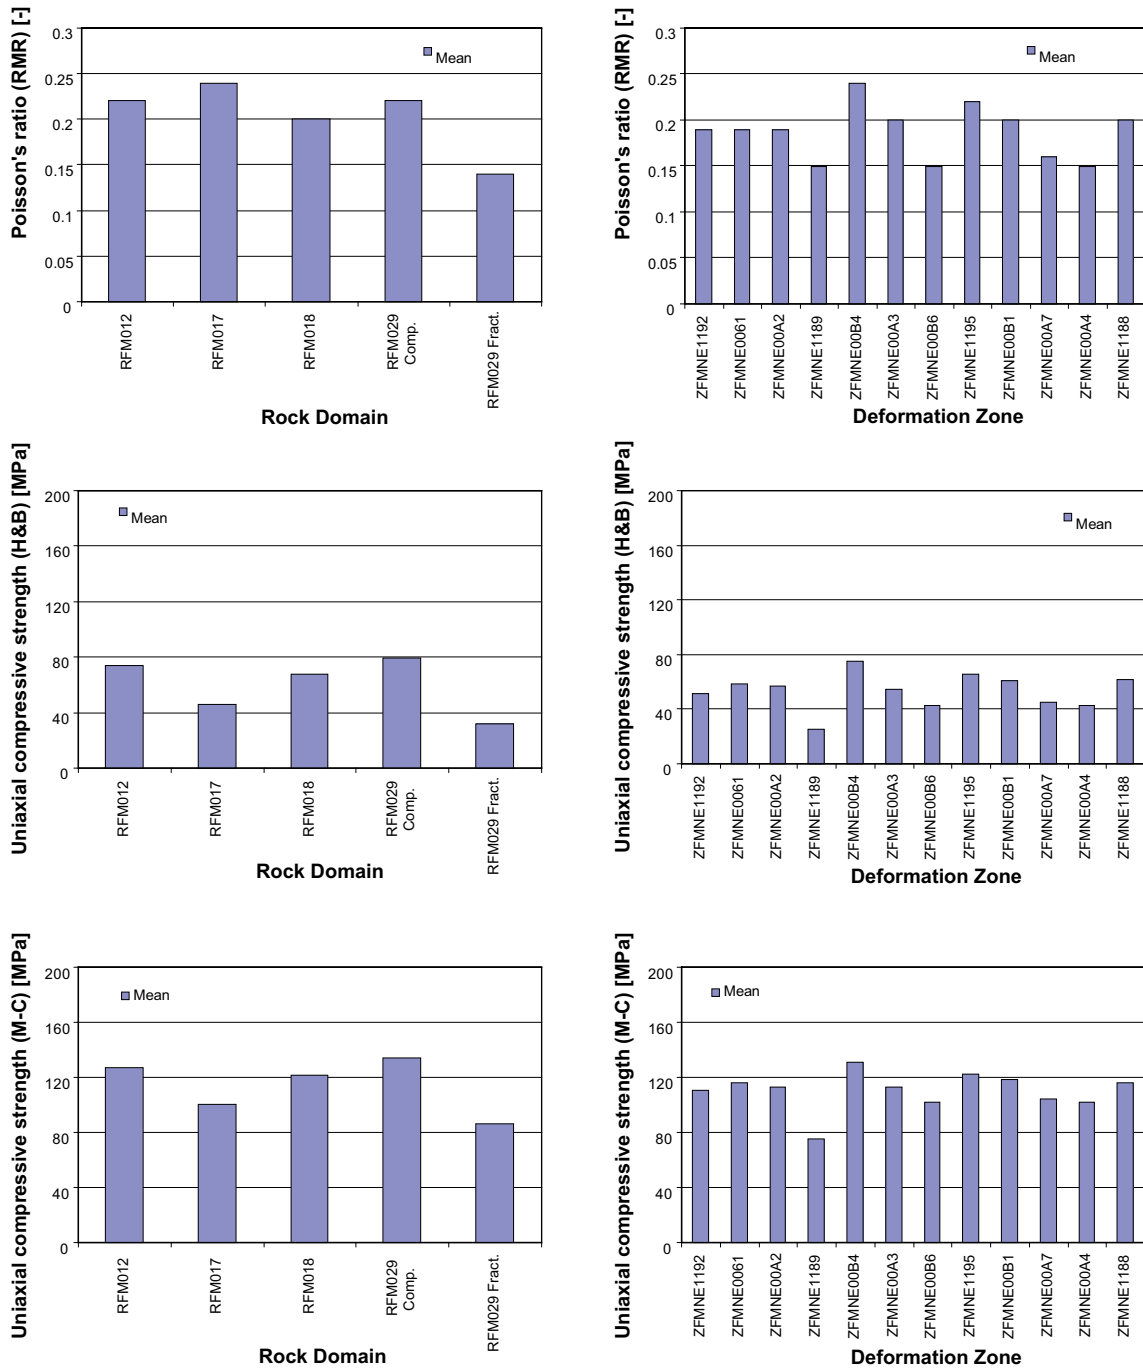 Poisson's ratio (RMR) [-]
0.3
0.25
0.2
0.15
0.1
0.05
0
Mean
RFM012
RFM017
RFM018
RFM029
Comp.
RFM029 Fract.
Rock Domain
Poisson's ratio (RMR) [-]
0.3
0.25
0.2
0.15
0.1
0.05
0
Mean
ZFMNE1192
ZFMNE0061
ZFMNE00A2
ZFMNE1189
ZFMNE00B4
ZFMNE00A3
ZFMNE00B6
ZFMNE1195
ZFMNE00B1
ZFMNE00A7
ZFMNE00A4
ZFMNE1188
Deformation Zone
Uniaxial compressive strength (H&B) [MPa]
200
160
120
80
40
0
Mean
RFM012
RFM017
RFM018
RFM029
Comp.
RFM029 Fract.
Rock Domain
Uniaxial compressive strength (H&B) [MPa]
200
160
120
80
40
0
Mean
ZFMNE1192
ZFMNE0061
ZFMNE00A2
ZFMNE1189
ZFMNE00B4
ZFMNE00A3
ZFMNE00B6
ZFMNE1195
ZFMNE00B1
ZFMNE00A7
ZFMNE00A4
ZFMNE1188
Deformation Zone
Uniaxial compressive strength (M-C) [MPa]
200
160
120
80
40
0
Mean
RFM012
RFM017
RFM018
RFM029
Comp.
RFM029 Fract.
Rock Domain
Uniaxial compressive strength (M-C) [MPa]
200
160
120
80
40
0
Mean
ZFMNE1192
ZFMNE0061
ZFMNE00A2
ZFMNE1189
ZFMNE00B4
ZFMNE00A3
ZFMNE00B6
ZFMNE1195
ZFMNE00B1
ZFMNE00A7
ZFMNE00A4
ZFMNE1188
Deformation Zone